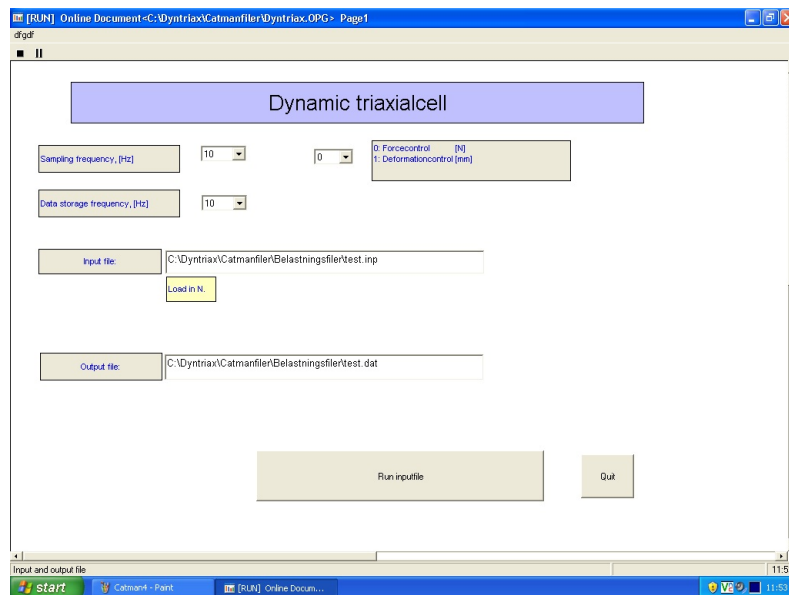 [RUN] Online Document<C:\Dyntriax\Catmanfiler\Dyntriax.OPG> Page1
dfgdf
Dynamic triaxialcell
Sampling frequency, [Hz]
10
0
0: Forcecontrol [N]
1: Deformationcontrol [mm]
Data storage frequency, [Hz]
10
Input file:
C:\Dyntriax\Catmanfiler\Belastningsfiler\test.inp
Load in N.
Output file:
C:\Dyntriax\Catmanfiler\Belastningsfiler\test.dat
Run inputfile
Quit
Input and output file
11:5
start
Catman4 - Paint
[RUN] Online Docum...
11:53